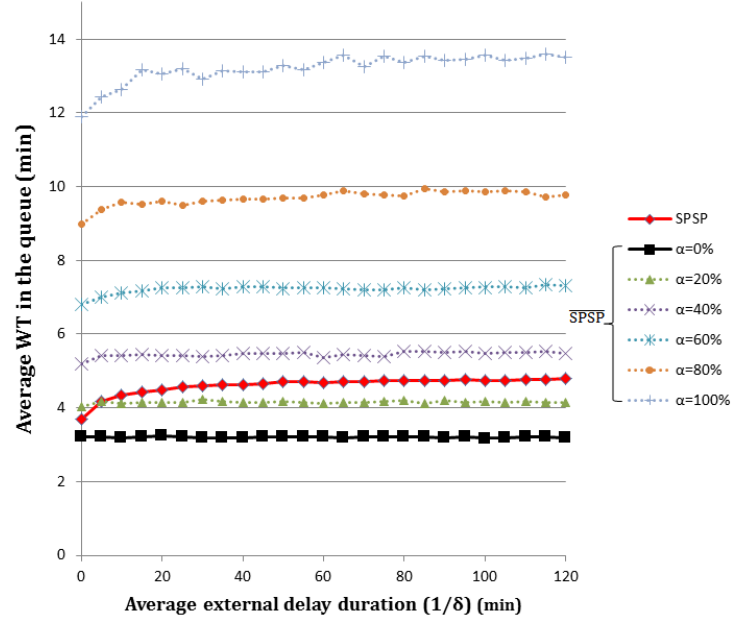 14
12
10
8
6
4
2
0
0
20
40
60
80
100
120
Average WT in the queue (min)
Average external delay duration (1/δ) (min)
SPSP
α=0%
α=20%
α=40%
SPSP
α=60%
α=80%
α=100%